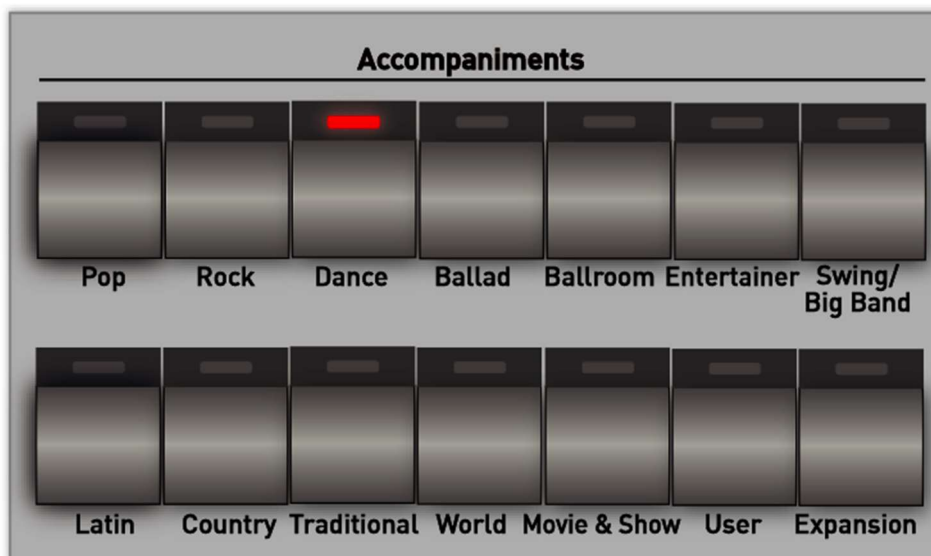 Accompaniments
Pop Rock Dance Ballad Ballroom Entertainer Swing/
Big Band
Latin Country Traditional World Movie & Show User Expansion